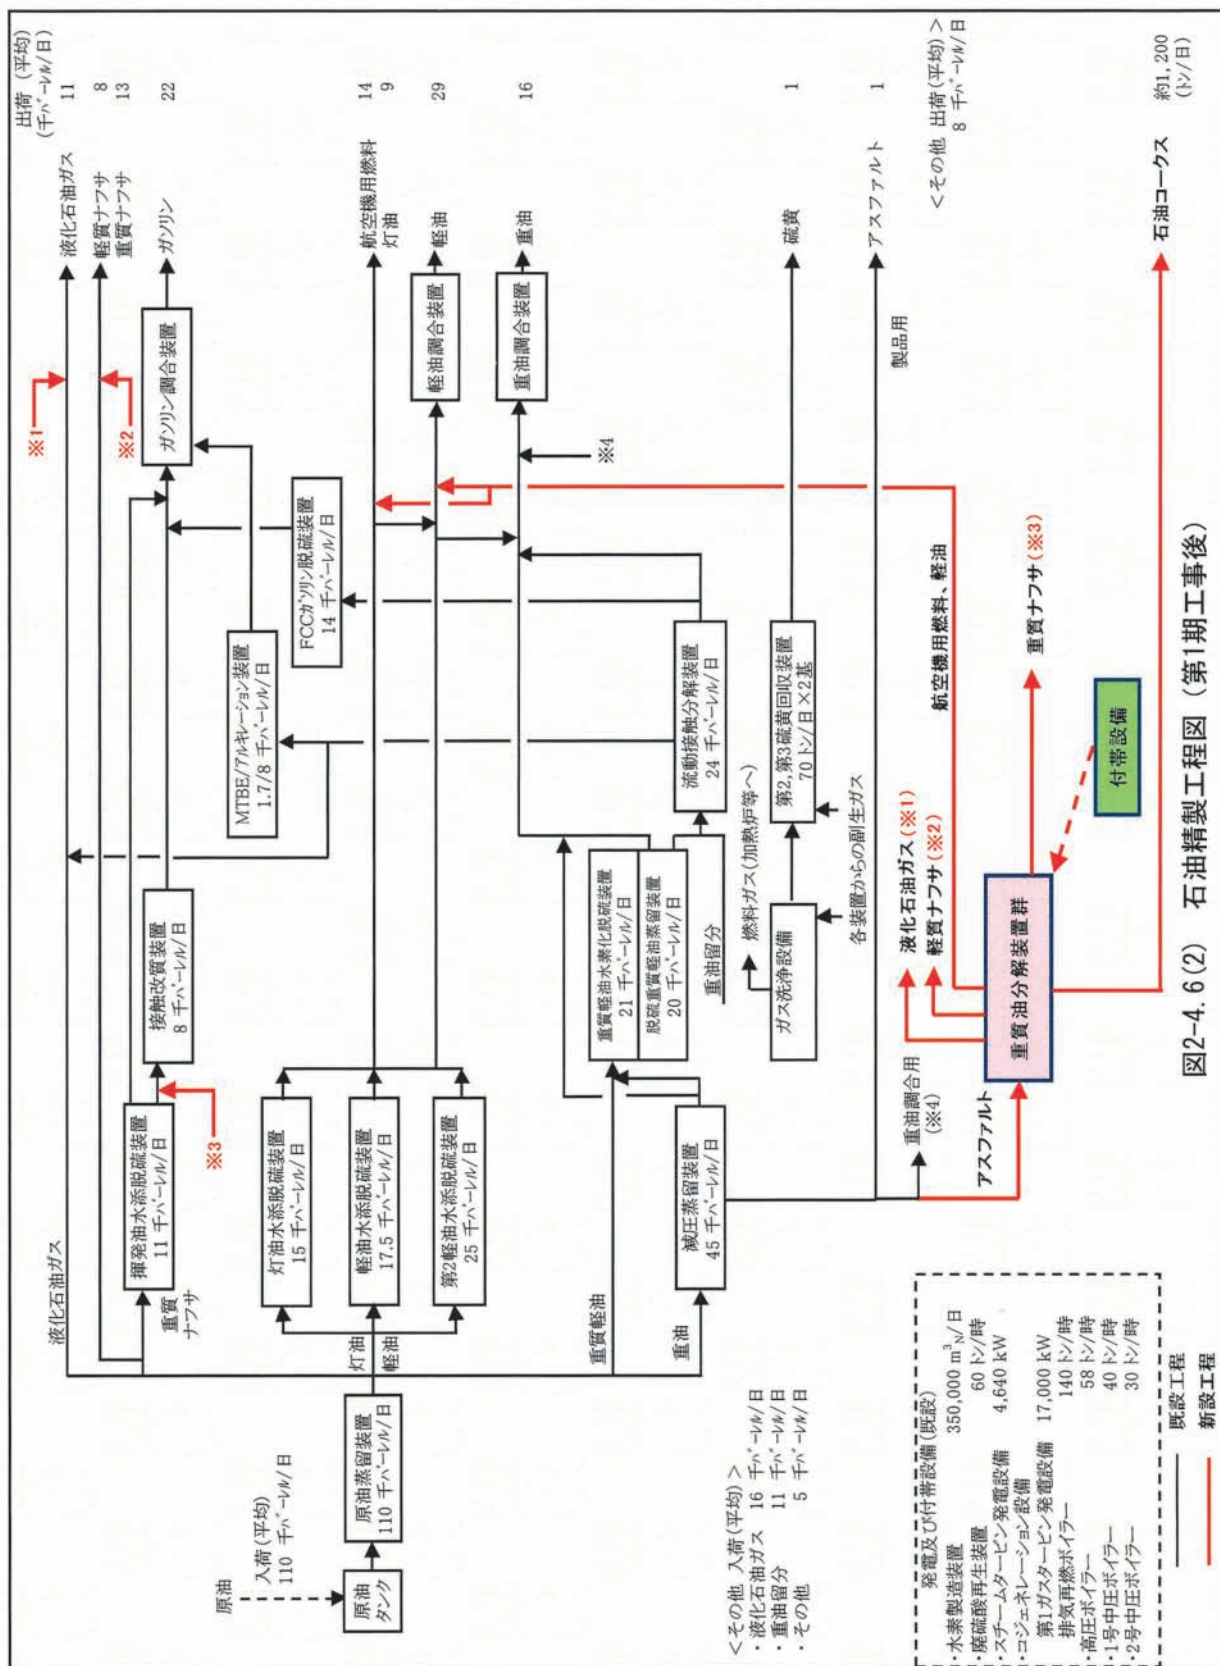 出荷 (平均)
(千バーレル/日)
液化石油ガス 11
軽質ナフサ 8
重質ナフサ 13
ガソリン 22
航空機用燃料 14
灯油 9
軽油 29
重油 16
硫黄 1
アスファルト 1
<その他 出荷(平均)>
8 千バーレル/日
石油コークス 約1,200
(トン/日)
※1
※2
ガソリン調合装置
軽油調合装置
重油調合装置
※4
製品用
FCCガソリン脱硫装置
14 千バーレル/日
MTBE/アルキレーション装置
1.7/8 千バーレル/日
接触改質装置
8 千バーレル/日
※3
揮発油水添脱硫装置
11 千バーレル/日
液化石油ガス
重質
ナフサ
灯油水添脱硫装置
15 千バーレル/日
軽油水添脱硫装置
17.5 千バーレル/日
第2軽油水添脱硫装置
25 千バーレル/日
灯油
軽油
原油
入荷(平均)
110 千バーレル/日
原油
タンク
原油蒸留装置
110 千バーレル/日
重質軽油
重油
重質軽油水素化脱硫装置
21 千バーレル/日
脱硫重質軽油蒸留装置
20 千バーレル/日
重油留分
流動接触分解装置
24 千バーレル/日
減圧蒸留装置
45 千バーレル/日
燃料ガス(加熱炉等へ)
ガス洗浄設備
第2,第3硫黄回収装置
70 トン/日×2基
各装置からの副生ガス
重油調合用
(※4)
アスファルト
液化石油ガス(※1)
軽質ナフサ(※2)
航空機用燃料、軽油
重質油分解装置群
重質ナフサ(※3)
付帯設備
<その他 入荷(平均)>
・液化石油ガス 16 千バーレル/日
・重油留分 11 千バーレル/日
・その他 5 千バーレル/日
発電及び付帯設備(既設)
・水素製造装置 350,000 m³N/日
・廃硫酸再生装置 60 トン/時
・スチームタービン発電設備 4,640 kW
・コジェネレーション設備
第1ガスタービン発電設備 17,000 kW
排気再燃ボイラー 140 トン/時
・高圧ボイラー 58 トン/時
・1号中圧ボイラー 40 トン/時
・2号中圧ボイラー 30 トン/時
既設工程
新設工程
図2-4.6(2) 石油精製工程図 (第1期工事後)